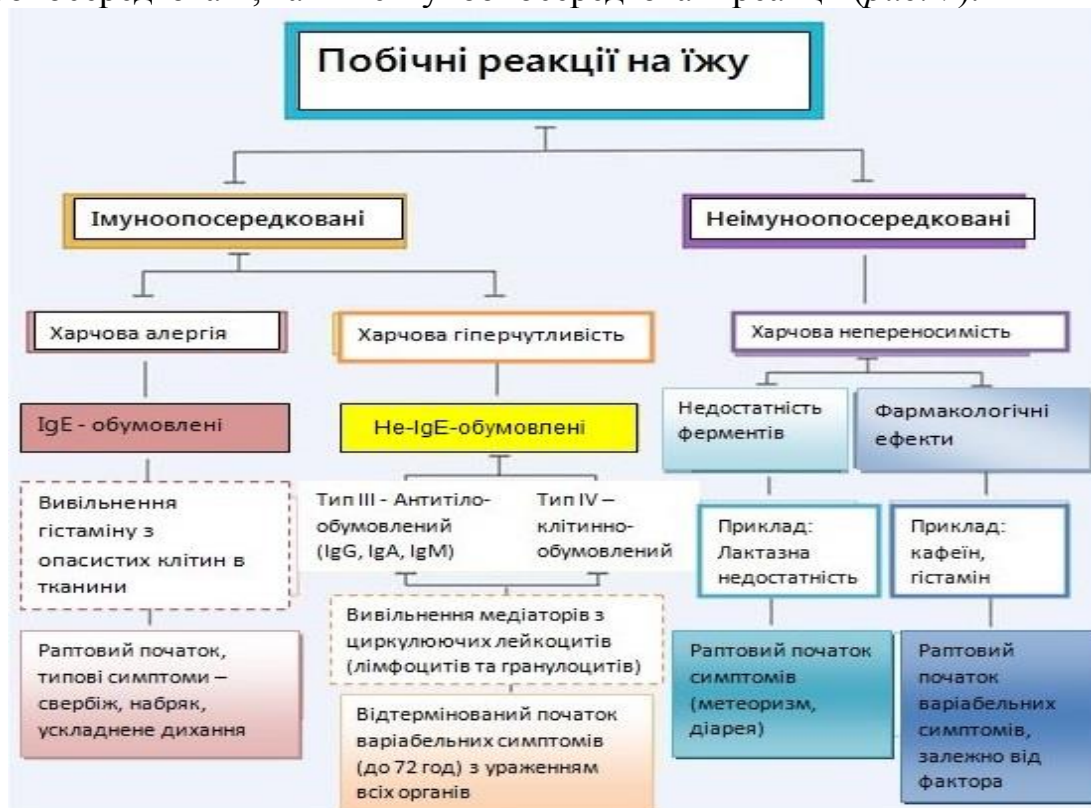 Побічні реакції на їжу
Імуноопосередковані
Неімуноопосередковані
Харчова алергія
Харчова гіперчутливість
Харчова непереносимість
IgE - обумовлені
Не-IgE-обумовлені
Недостатність
ферментів
Фармакологічні
ефекти
Вивільнення
гістаміну з
опасистих клітин в
тканини
Тип III - Антитіло-
обумовлений
(IgG, IgA, IgM)
Тип IV –
клітинно-
обумовлений
Приклад:
Лактазна
недостатність
Приклад:
кафеїн,
гістамін
Вивільнення медіаторів з
циркулюючих лейкоцитів
(лімфоцитів та гранулоцитів)
Раптовий початок,
типові симптоми –
свербіж, набряк,
ускладнене дихання
Відтермінований початок
варіабельних симптомів
(до 72 год) з ураженням
всіх органів
Раптовий початок
симптомів
(метеоризм,
діарея)
Раптовий
початок
варіабельних
симптомів,
залежно від
фактора